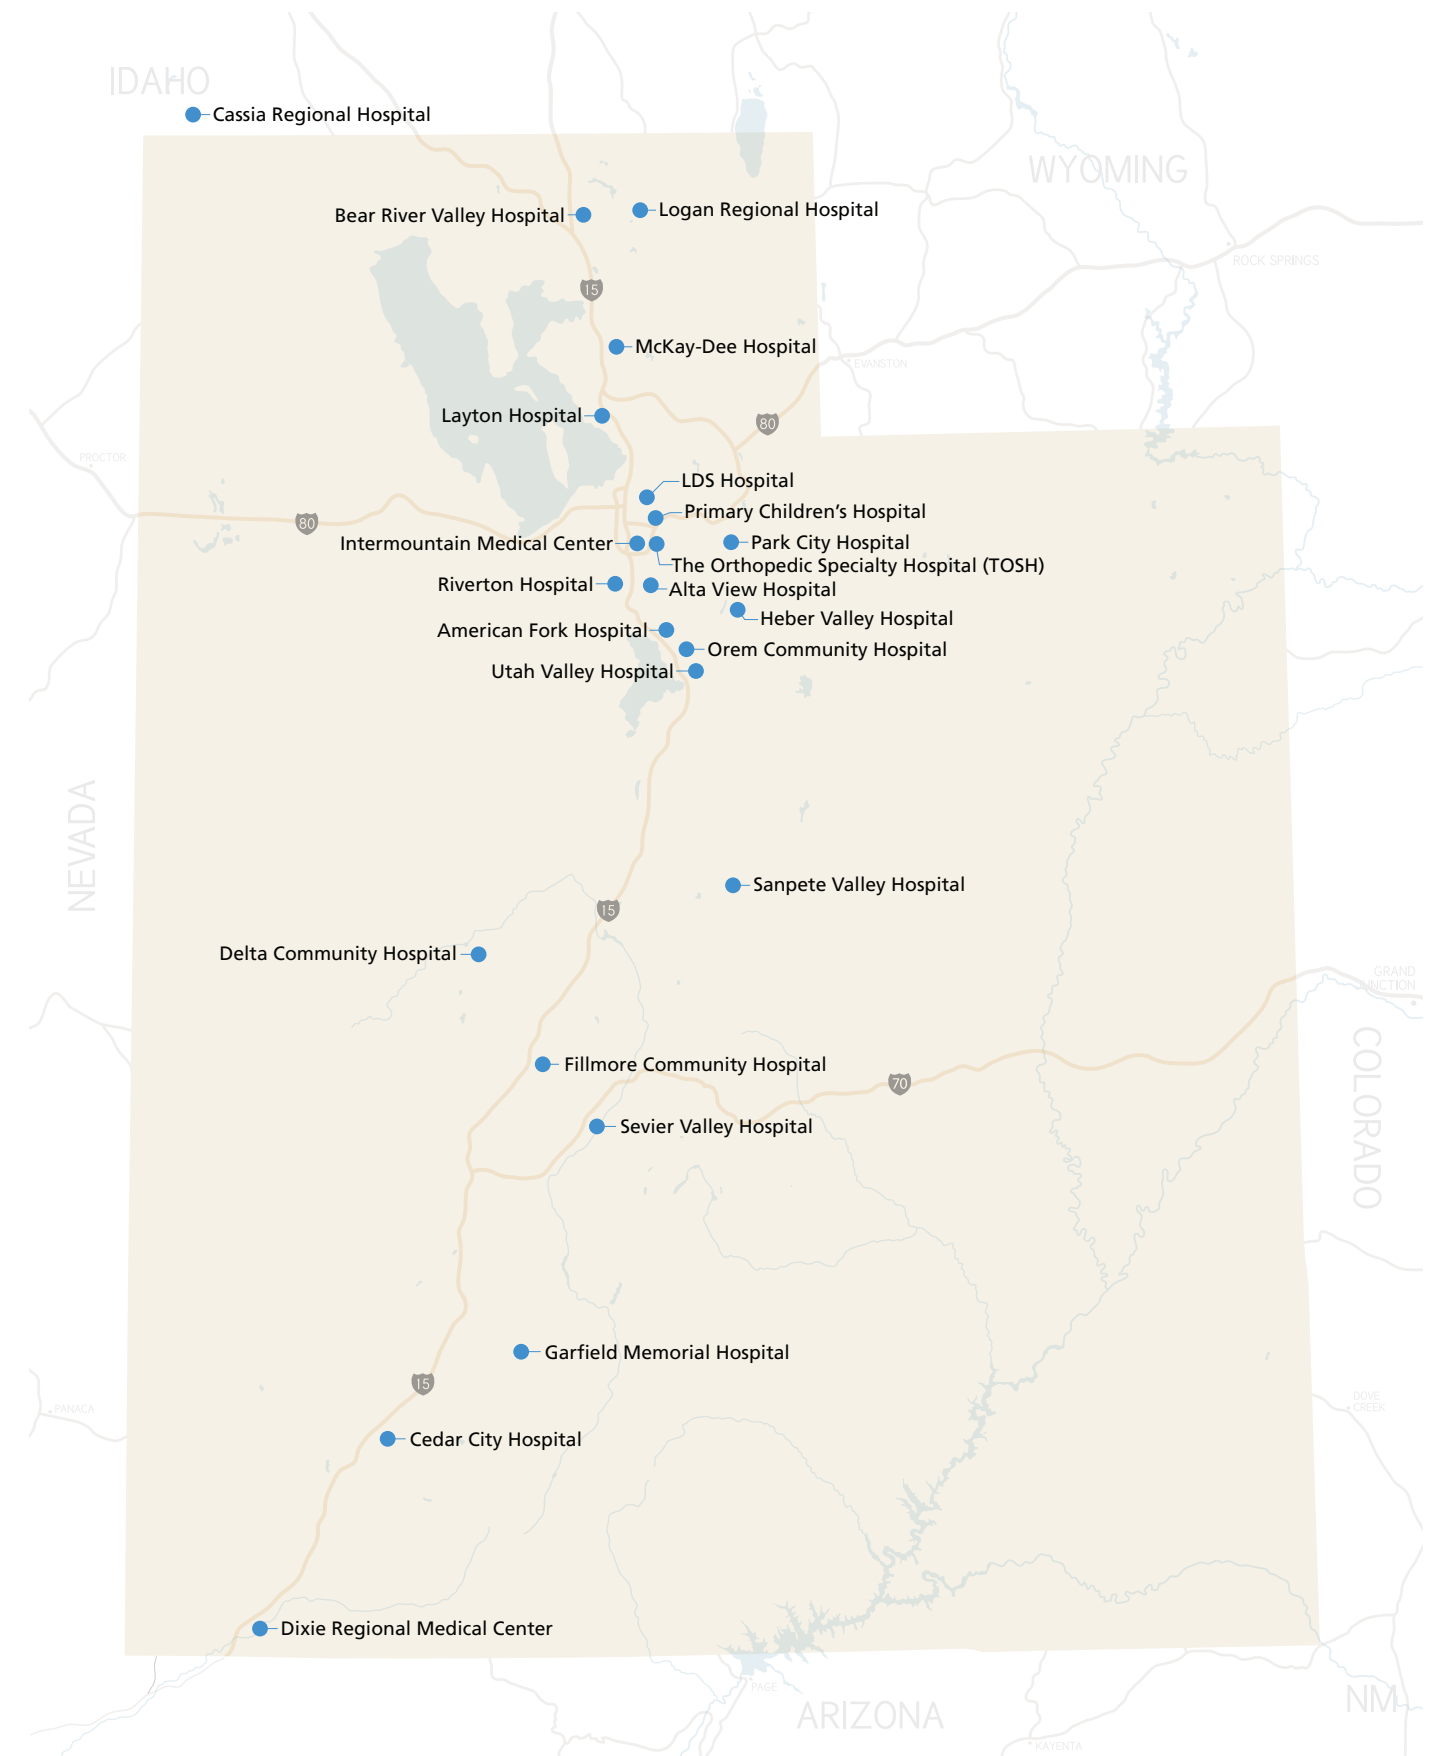 IDAHO
Cassia Regional Hospital
WYOMING
Bear River Valley Hospital
Logan Regional Hospital
ROCK SPRINGS
15
McKay-Dee Hospital
EVANSTON
Layton Hospital
80
PROCTOR
LDS Hospital
Primary Children’s Hospital
80
Intermountain Medical Center
Park City Hospital
The Orthopedic Specialty Hospital (TOSH)
Riverton Hospital
Alta View Hospital
Heber Valley Hospital
American Fork Hospital
Orem Community Hospital
Utah Valley Hospital
NEVADA
Sanpete Valley Hospital
15
Delta Community Hospital
GRAND
JUNCTION
COLORADO
Fillmore Community Hospital
70
Sevier Valley Hospital
Garfield Memorial Hospital
15
PANACA
DOVE
CREEK
Cedar City Hospital
Dixie Regional Medical Center
PAGE
NM
ARIZONA
KAYENTA